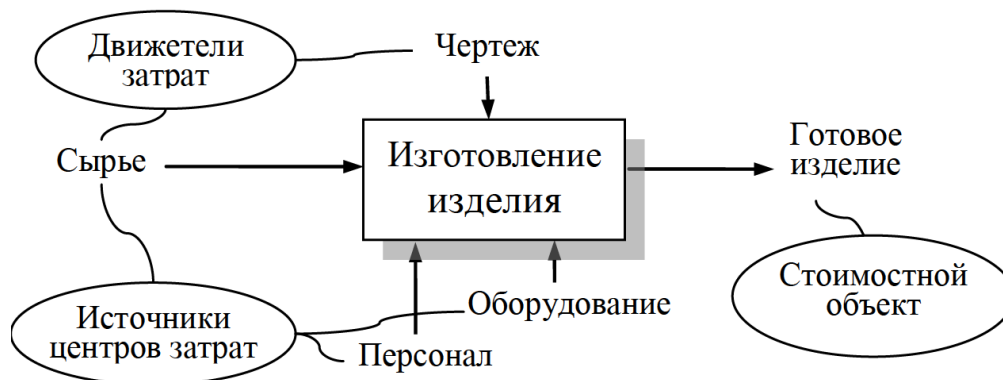 Движетели
затрат
Чертеж
Сырье
Изготовление
изделия
Готовое
изделие
Источники
центров затрат
Оборудование
Персонал
Стоимостной
объект